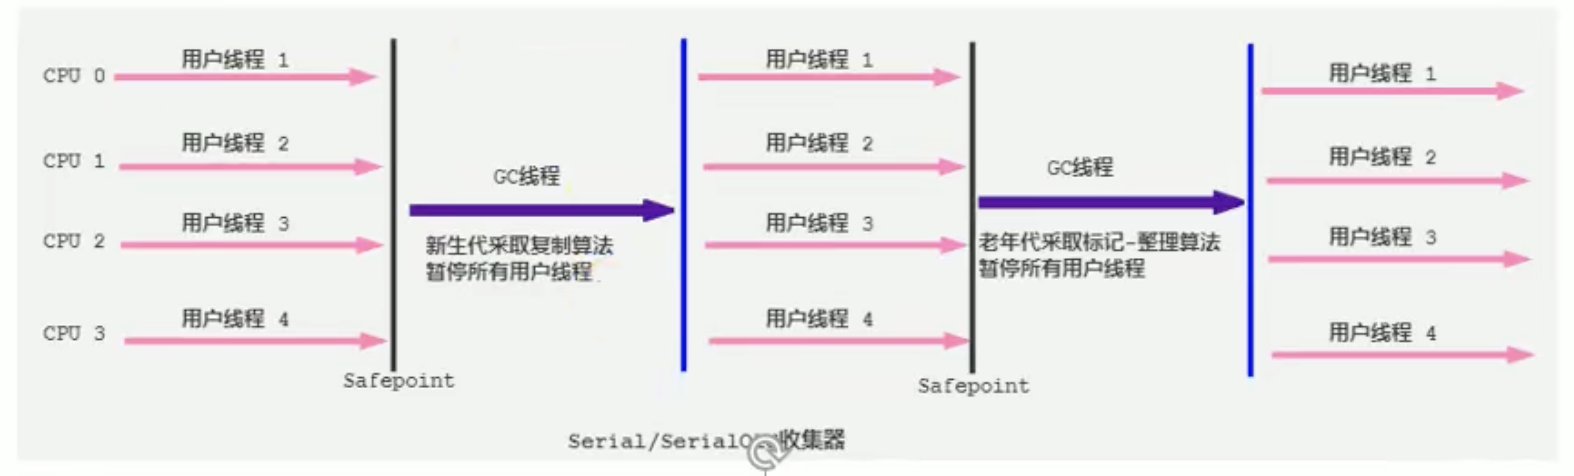 CPU 0
用户线程 1
用户线程 1
用户线程 1
CPU 1
用户线程 2
用户线程 2
用户线程 2
GC线程
GC线程
CPU 2
用户线程 3
用户线程 3
用户线程 3
新生代采取复制算法
暂停所有用户线程
老年代采取标记-整理算法
暂停所有用户线程
CPU 3
用户线程 4
用户线程 4
用户线程 4
Safepoint
Safepoint
收集器